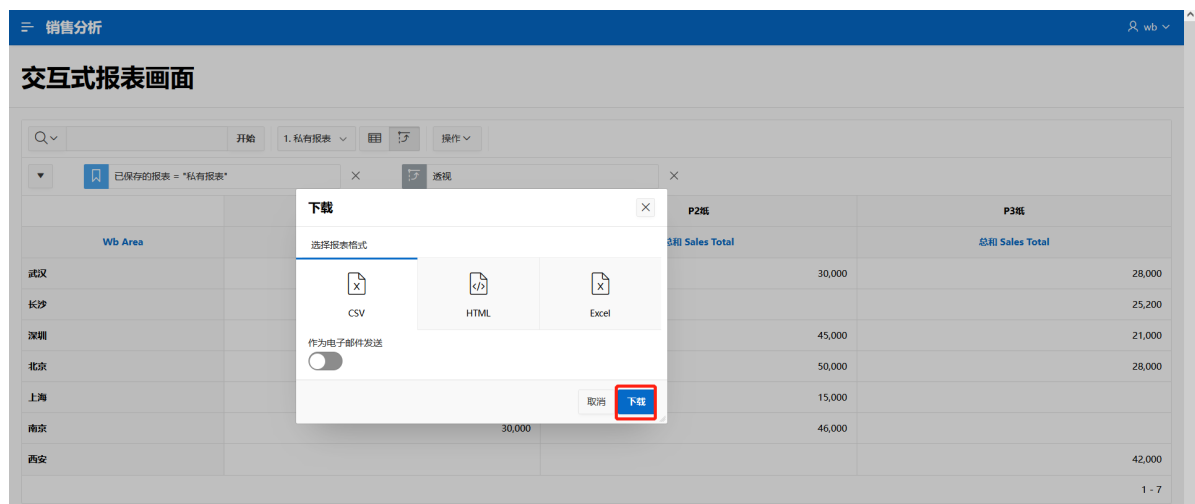 销售分析
wb
交互式报表画面
开始
1. 私有报表
操作
已保存的报表 = "私有报表"
透视
P2纸
P3纸
Wb Area
总和 Sales Total
总和 Sales Total
下载
选择报表格式
CSV
HTML
Excel
作为电子邮件发送
取消
下载
武汉
30,000
28,000
长沙
25,200
深圳
45,000
21,000
北京
50,000
28,000
上海
15,000
南京
30,000
46,000
西安
42,000
1 - 7